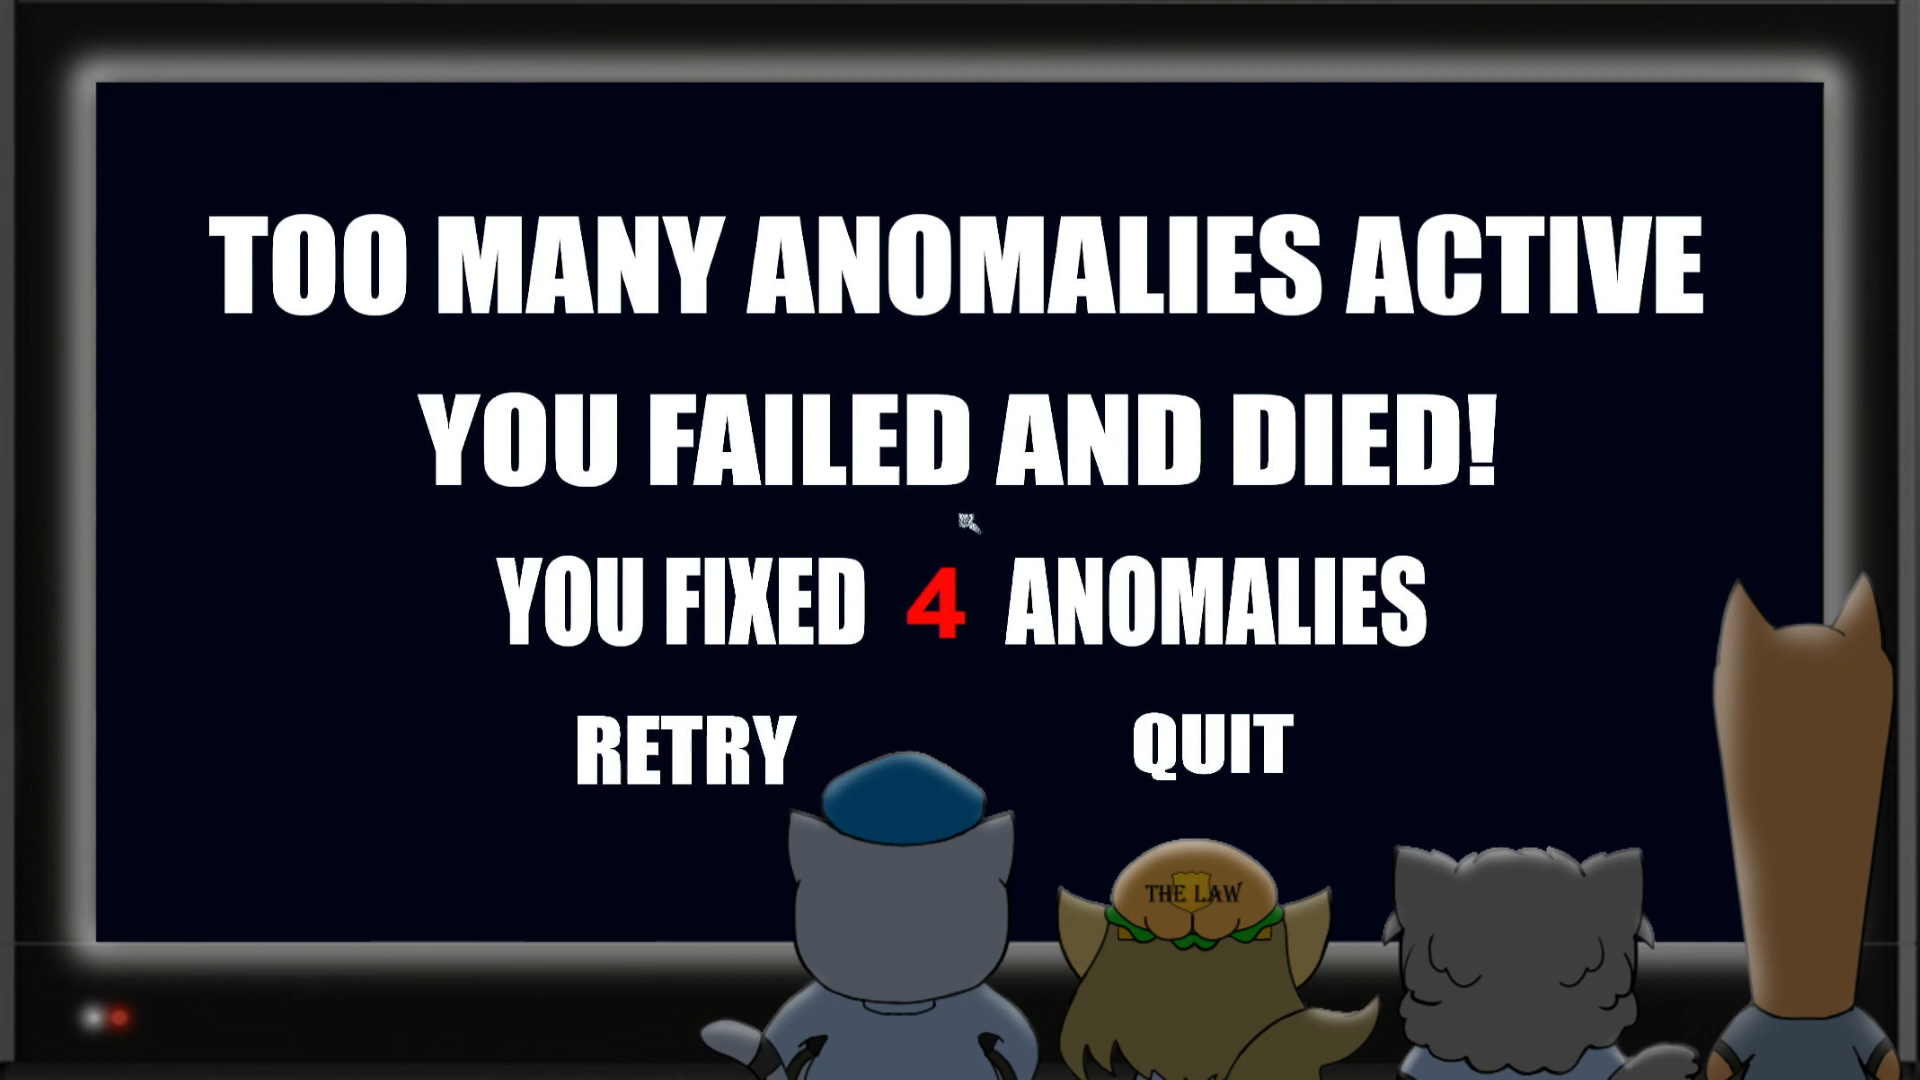 TOO MANY ANOMALIES ACTIVE
YOU FAILED AND DIED!
YOU FIXED 4 ANOMALIES
RETRY QUIT
THE LAW